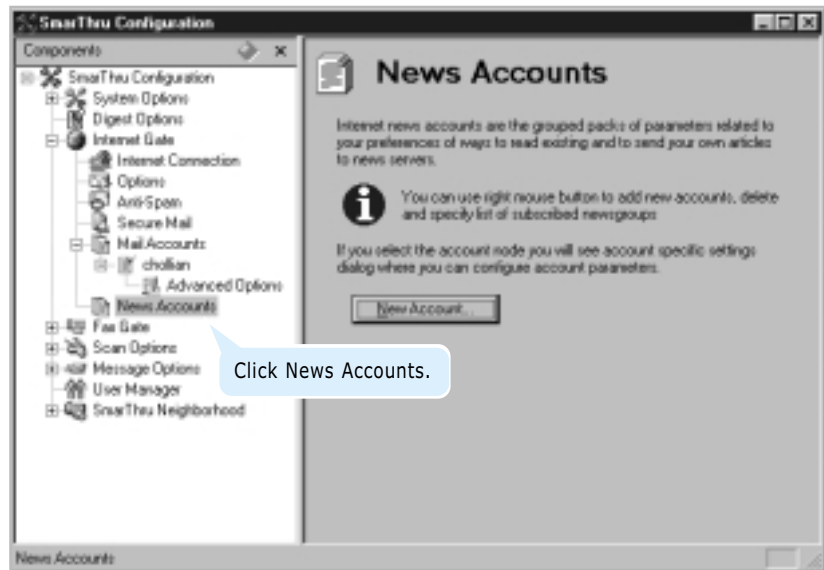 SmarThru Configuration
Components
SmarThru Configuration
System Options
Digest Options
Internet Gate
Internet Connection
Options
Anti-Spam
Secure Mail
Mail Accounts
chollian
Advanced Options
News Accounts
Fax Gate
Scan Options
Message Options
User Manager
SmarThru Neighborhood
News Accounts
Internet news accounts are the grouped packs of parameters related to
your preferences of ways to read existing and to send your own articles
to news servers.
You can use right mouse button to add new accounts, delete
and specify list of subscribed newsgroups
If you select the account node you will see account specific settings
dialog where you can configure account parameters.
New Account...
Click News Accounts.
News Accounts